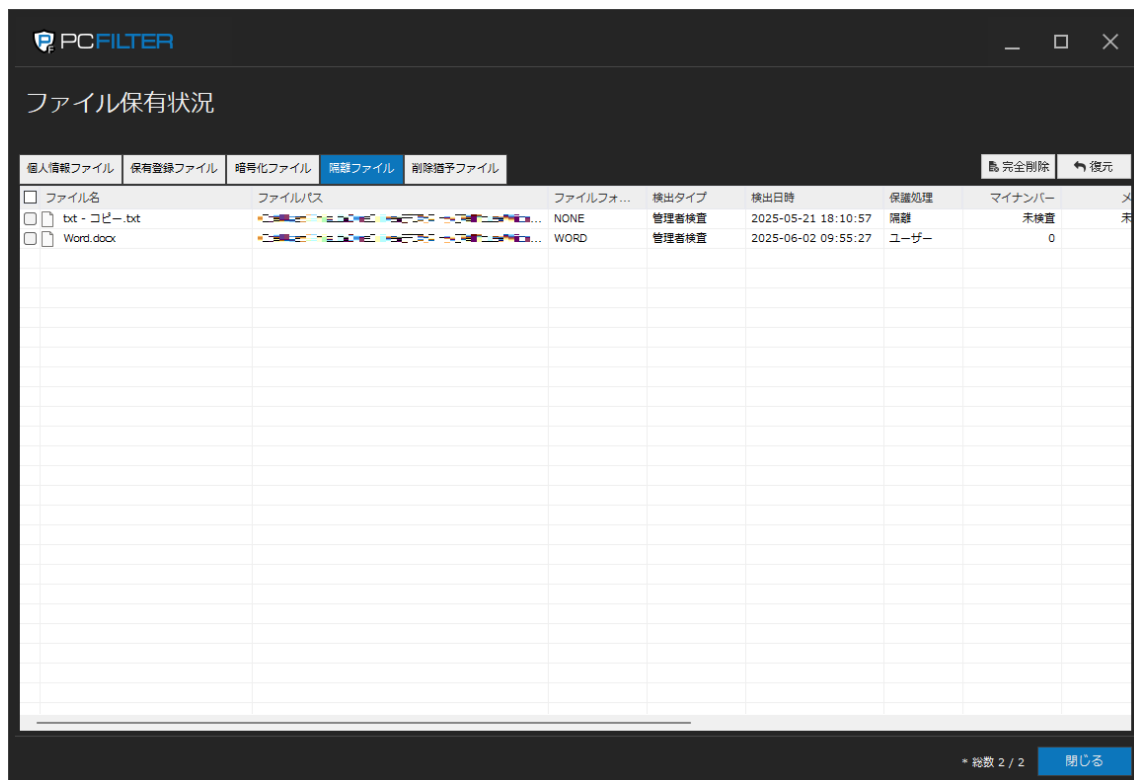 PCFILTER
ファイル保有状況
個人情報ファイル 保有登録ファイル 暗号化ファイル 隔離ファイル 削除猶予ファイル 完全削除 復元
ファイル名 ファイルパス ファイルフォ... 検出タイプ 検出日時 保護処理 マイナンバー メ
txt - コピー.txt ... NONE 管理者検査 2025-05-21 18:10:57 隔離 未検査 未
Word.docx ... WORD 管理者検査 2025-06-02 09:55:27 ユーザー 0
* 総数 2 / 2 閉じる